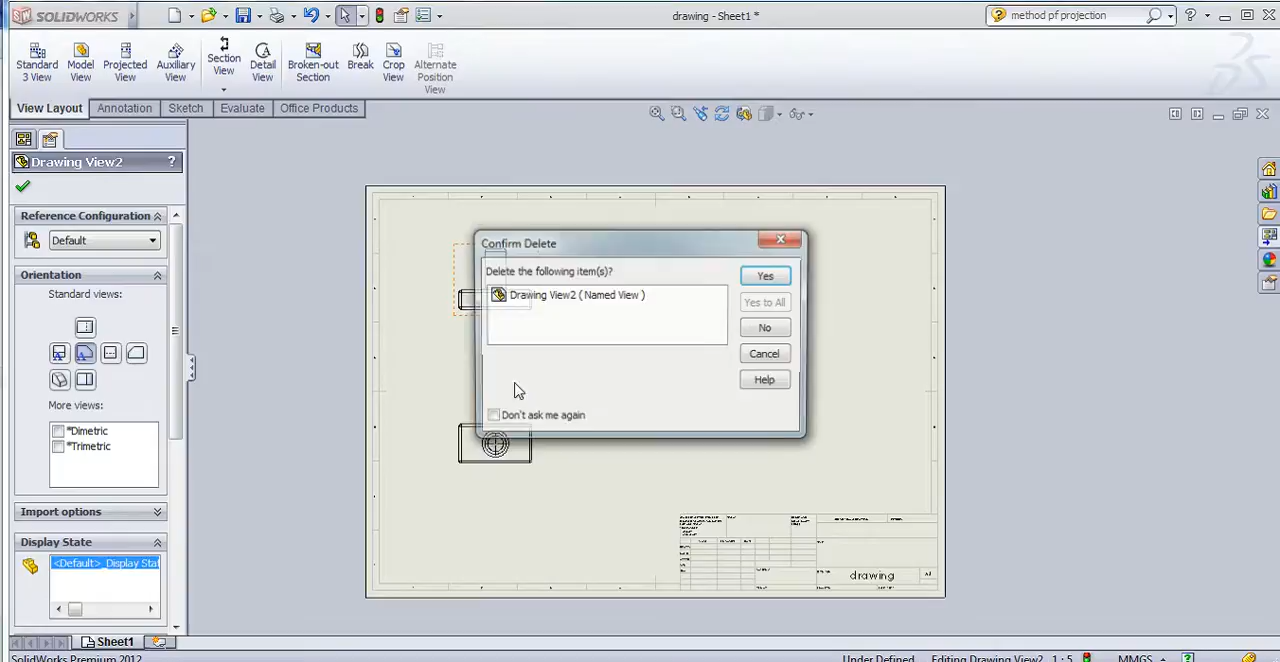 SOLIDWORKS
drawing - Sheet1 *
method pf projection
Standard 3 View
Model View
Projected View
Auxiliary View
Section View
Detail View
Broken-out Section
Break
Crop View
Alternate Position View
View Layout
Annotation
Sketch
Evaluate
Office Products
Drawing View2
?
Reference Configuration
Default
Orientation
Standard views:
More views:
*Dimetric
*Trimetric
Import options
Display State
<Default>_Display Stat
Confirm Delete
Delete the following item(s)?
Drawing View2 ( Named View )
Yes
Yes to All
No
Cancel
Help
Don't ask me again
drawing
Sheet1
SolidWorks Premium 2012
Under Defined
Editing Drawing View2
1 : 5
MMGS